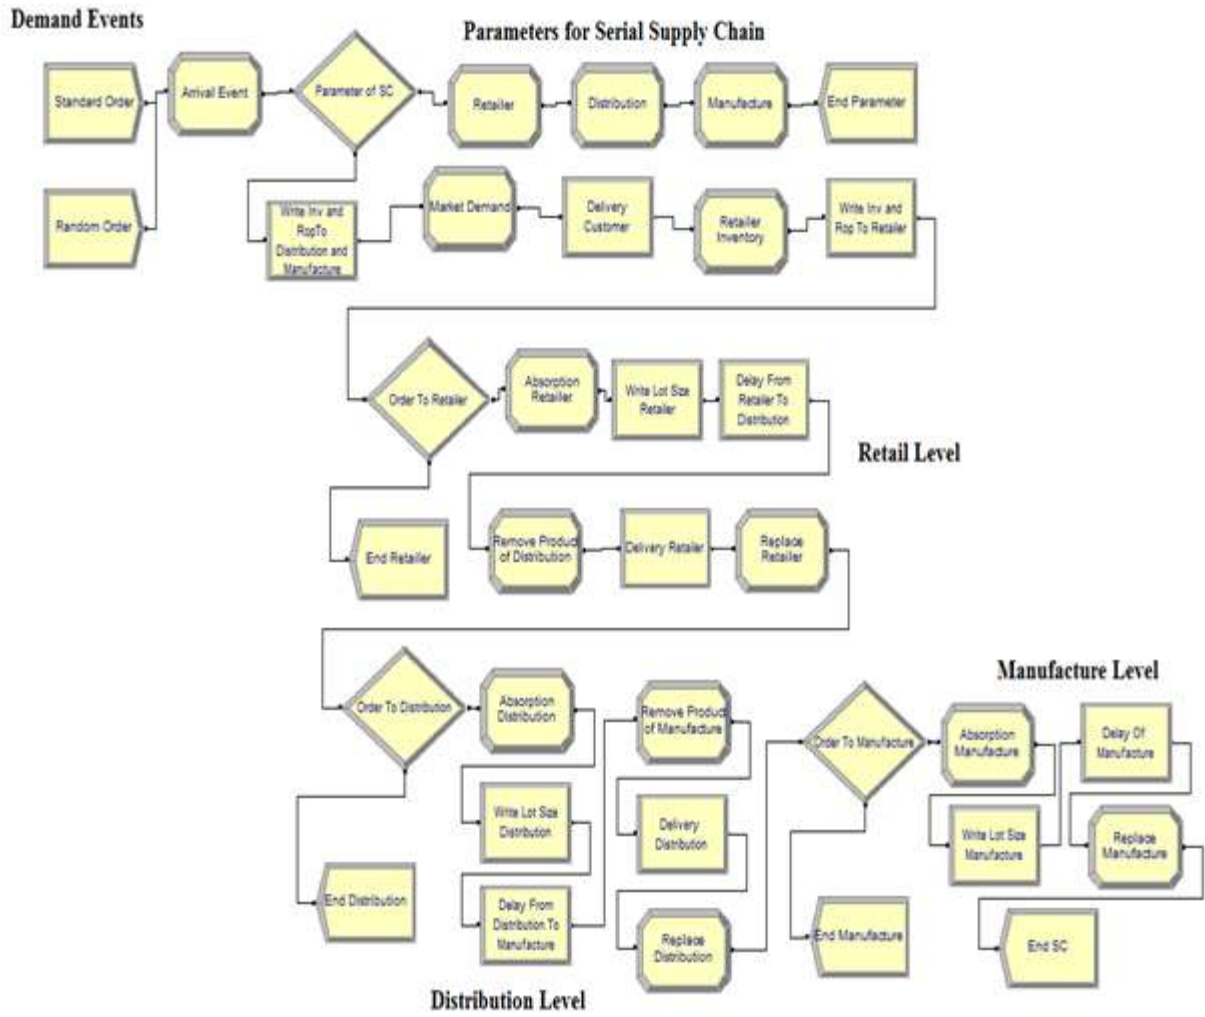 Demand Events
Parameters for Serial Supply Chain
Standard Order
Arrival Event
Parameter of SC
Retailer
Distribution
Manufacture
End Parameter
Random Order
Write Inv and
RopTo
Distribution and
Manufacture
Market Demand
Delivery
Customer
Retailer
Inventory
Write Inv and
Rop To Retailer
Order To Retailer
Absorption
Retailler
Write Lot Size
Retailer
Delay From
Retailer To
Distribution
Retail Level
End Retailler
Remove Product
of Distribution
Delivery Retailer
Replace
Retailler
Manufacture Level
Order To Distribution
Absorption
Distribution
Remove Product
of Manufacture
Order To Manufacture
Absorption
Manufacture
Delay Of
Manufacture
Write Lot Size
Distribution
Delivery
Distribution
Write Lot Size
Manufacture
Replace
Manufacture
End Distribution
Delay From
Distribution To
Manufacture
Replace
Distribution
End Manufacture
End SC
Distribution Level